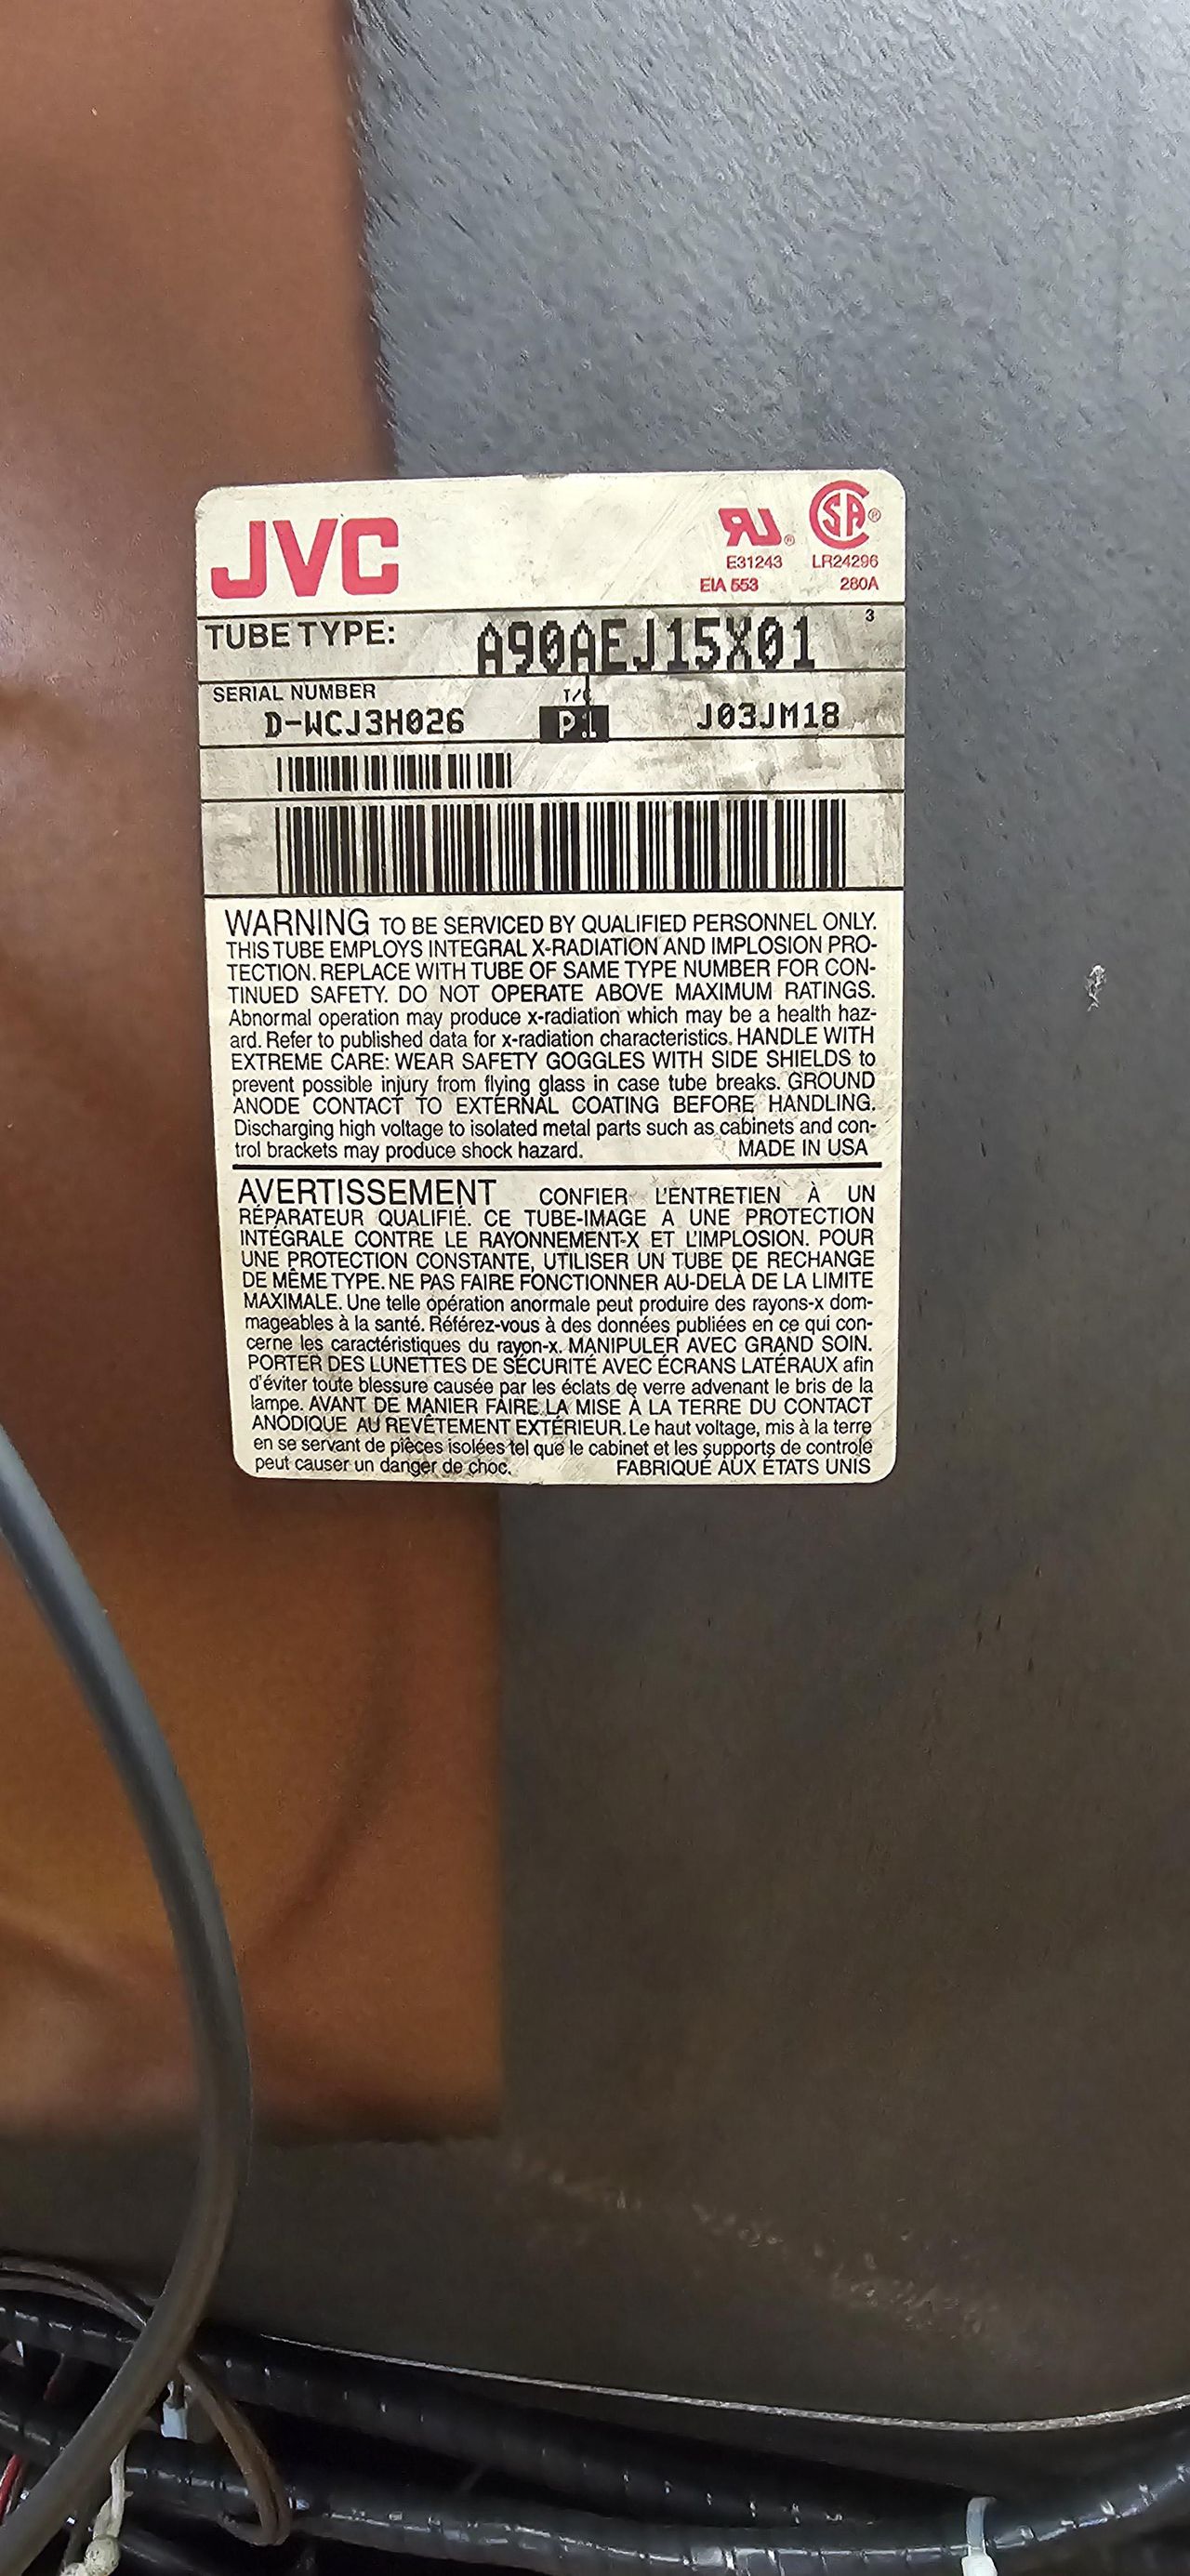 JVC
E31243 LR24296
EIA 553 280A
3
TUBE TYPE: A90AEJ15X01
SERIAL NUMBER
D-WCJ3H026 P1 J03JM18
WARNING TO BE SERVICED BY QUALIFIED PERSONNEL ONLY.
THIS TUBE EMPLOYS INTEGRAL X-RADIATION AND IMPLOSION PRO-
TECTION. REPLACE WITH TUBE OF SAME TYPE NUMBER FOR CON-
TINUED SAFETY. DO NOT OPERATE ABOVE MAXIMUM RATINGS.
Abnormal operation may produce x-radiation which may be a health haz-
ard. Refer to published data for x-radiation characteristics. HANDLE WITH
EXTREME CARE: WEAR SAFETY GOGGLES WITH SIDE SHIELDS to
prevent possible injury from flying glass in case tube breaks. GROUND
ANODE CONTACT TO EXTERNAL COATING BEFORE HANDLING.
Discharging high voltage to isolated metal parts such as cabinets and con-
trol brackets may produce shock hazard. MADE IN USA
AVERTISSEMENT CONFIER L'ENTRETIEN À UN
RÉPARATEUR QUALIFIÉ. CE TUBE-IMAGE A UNE PROTECTION
INTÉGRALE CONTRE LE RAYONNEMENT-X ET L'IMPLOSION. POUR
UNE PROTECTION CONSTANTE, UTILISER UN TUBE DE RECHANGE
DE MÊME TYPE. NE PAS FAIRE FONCTIONNER AU-DELÀ DE LA LIMITE
MAXIMALE. Une telle opération anormale peut produire des rayons-x dom-
mageables à la santé. Référez-vous à des données publiées en ce qui con-
cerne les caractéristiques du rayon-x. MANIPULER AVEC GRAND SOIN.
PORTER DES LUNETTES DE SÉCURITÉ AVEC ÉCRANS LATÉRAUX afin
d'éviter toute blessure causée par les éclats de verre advenant le bris de la
lampe. AVANT DE MANIER FAIRE LA MISE À LA TERRE DU CONTACT
ANODIQUE AU REVÊTEMENT EXTÉRIEUR. Le haut voltage, mis à la terre
en se servant de pièces isolées tel que le cabinet et les supports de controle
peut causer un danger de choc. FABRIQUÉ AUX ÉTATS UNIS